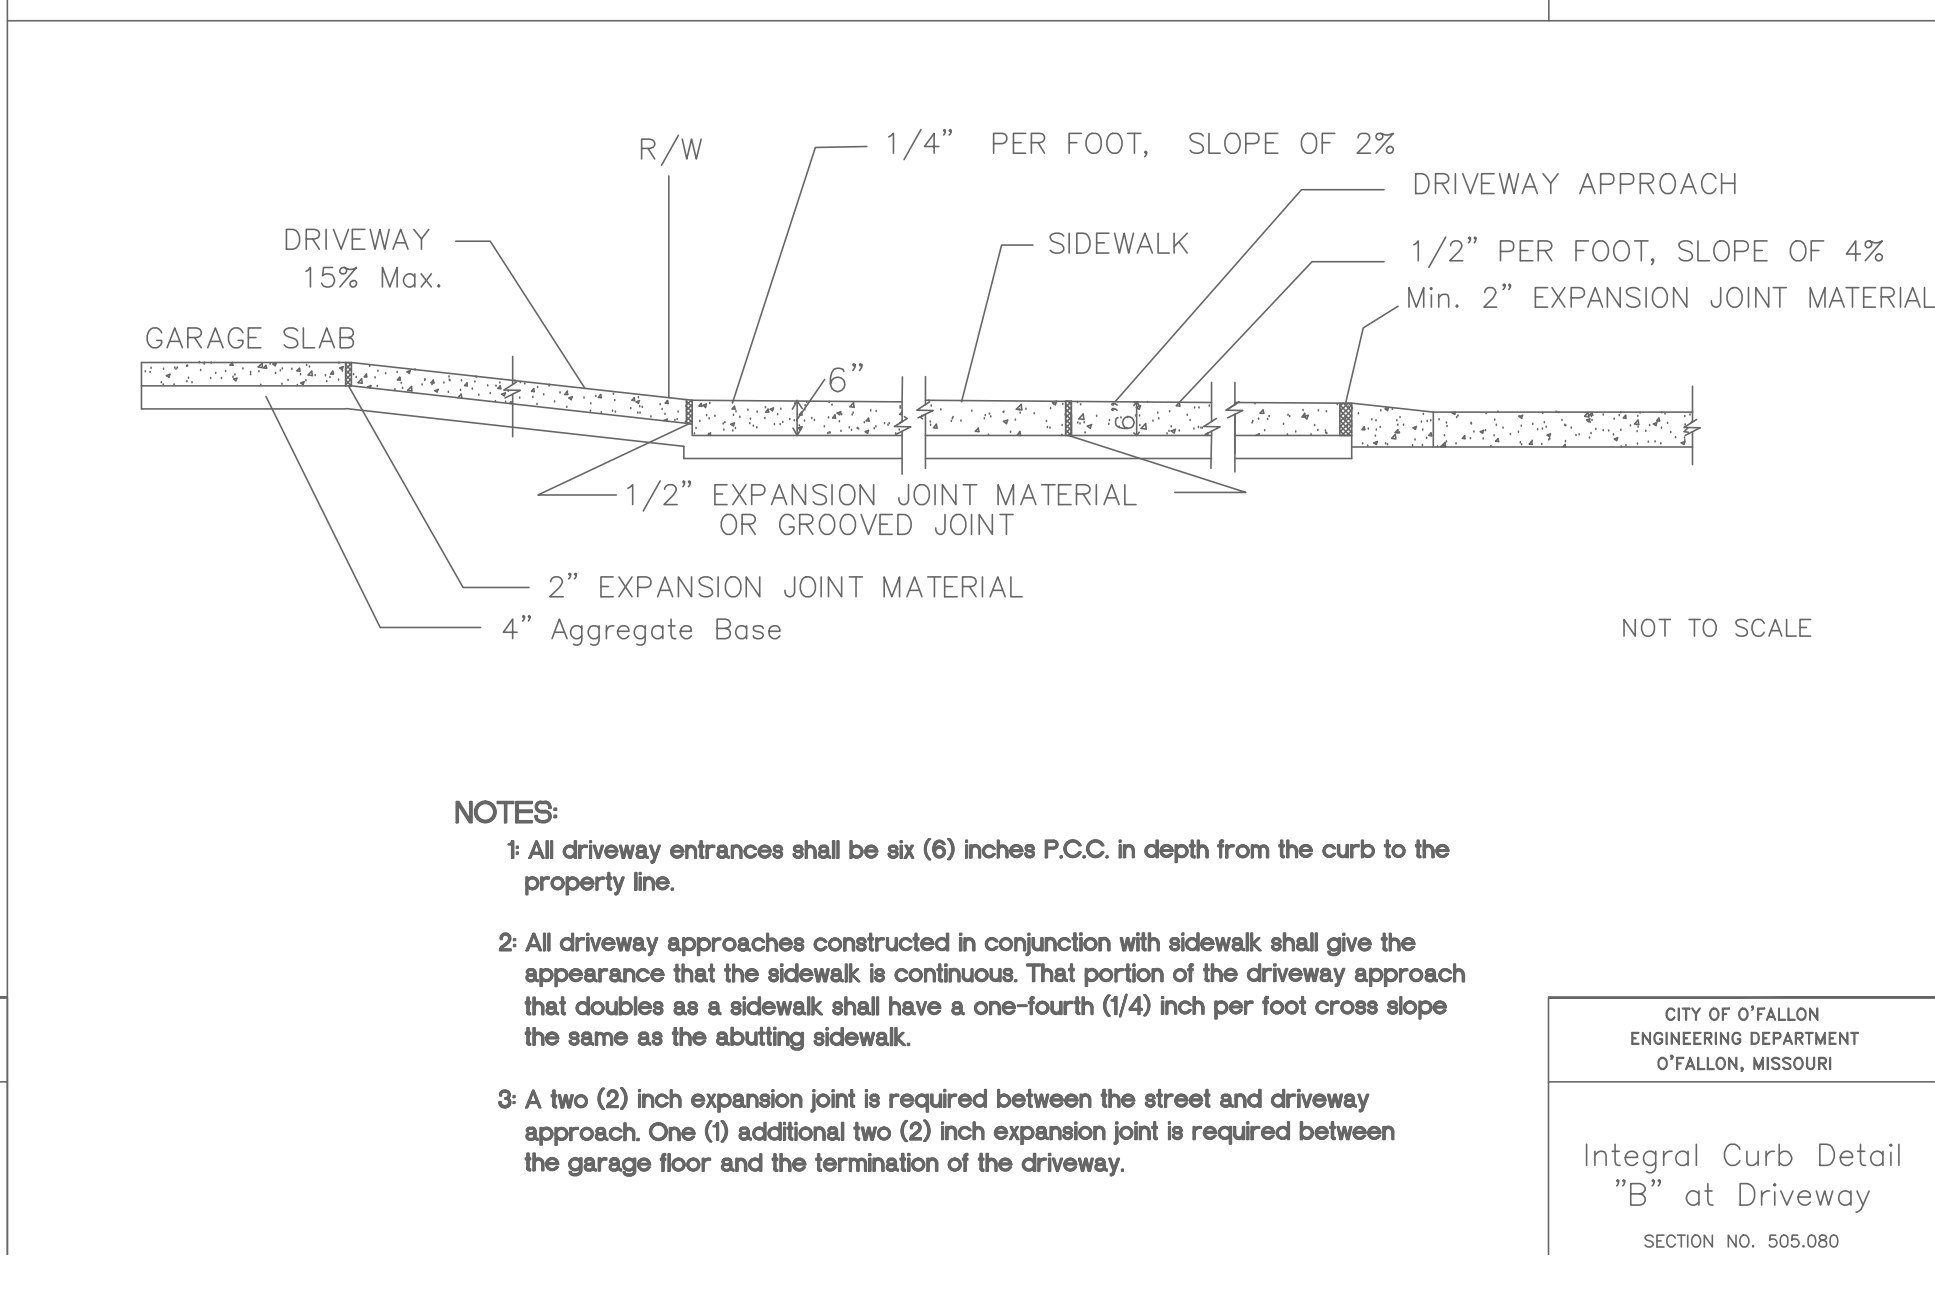 R/W
1/4" PER FOOT, SLOPE OF 2%
DRIVEWAY APPROACH
DRIVEWAY
15% Max.
SIDEWALK
1/2" PER FOOT, SLOPE OF 4%
Min. 2" EXPANSION JOINT MATERIAL
GARAGE SLAB
6"
6"
1/2" EXPANSION JOINT MATERIAL
OR GROOVED JOINT
2" EXPANSION JOINT MATERIAL
4" Aggregate Base
NOT TO SCALE
NOTES:
1: All driveway entrances shall be six (6) inches P.C.C. in depth from the curb to the
property line.
2: All driveway approaches constructed in conjunction with sidewalk shall give the
appearance that the sidewalk is continuous. That portion of the driveway approach
that doubles as a sidewalk shall have a one-fourth (1/4) inch per foot cross slope
the same as the abutting sidewalk.
3: A two (2) inch expansion joint is required between the street and driveway
approach. One (1) additional two (2) inch expansion joint is required between
the garage floor and the termination of the driveway.
CITY OF O'FALLON
ENGINEERING DEPARTMENT
O'FALLON, MISSOURI
Integral Curb Detail
"B" at Driveway
SECTION NO. 505.080